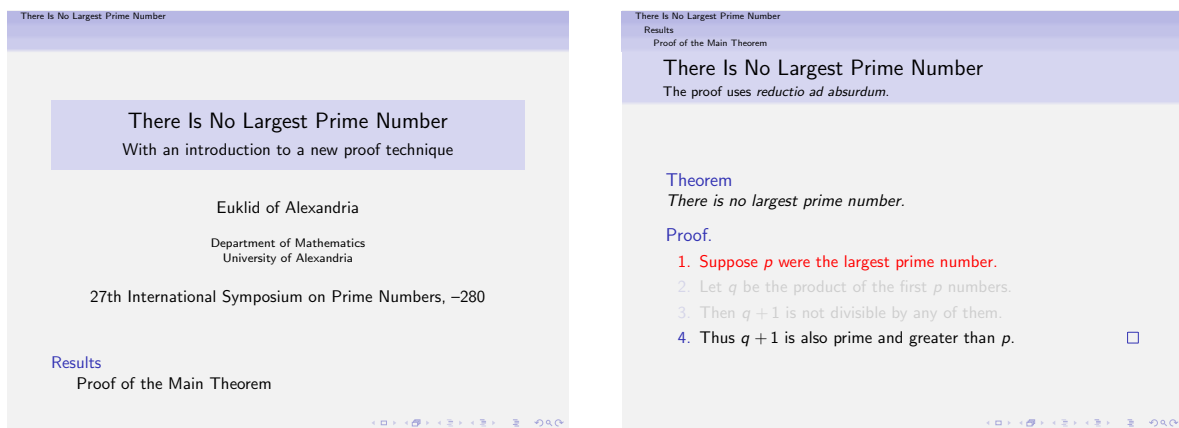 There Is No Largest Prime Number
There Is No Largest Prime Number
With an introduction to a new proof technique
Euklid of Alexandria
Department of Mathematics
University of Alexandria
27th International Symposium on Prime Numbers, –280
Results
Proof of the Main Theorem
There Is No Largest Prime Number
Results
Proof of the Main Theorem
There Is No Largest Prime Number
The proof uses reductio ad absurdum.
Theorem
There is no largest prime number.
Proof.
1. Suppose p were the largest prime number.
2. Let q be the product of the first p numbers.
3. Then q + 1 is not divisible by any of them.
4. Thus q + 1 is also prime and greater than p. □